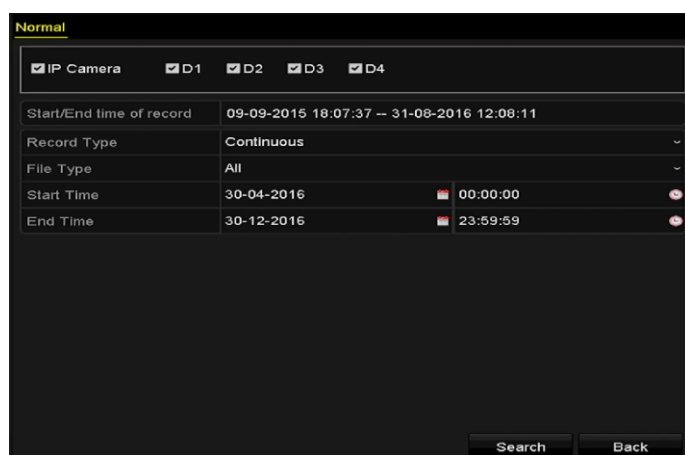 Normal
IP Camera D1 D2 D3 D4
Start/End time of record 09-09-2015 18:07:37 -- 31-08-2016 12:08:11
Record Type Continuous
File Type All
Start Time 30-04-2016 00:00:00
End Time 30-12-2016 23:59:59
Search Back